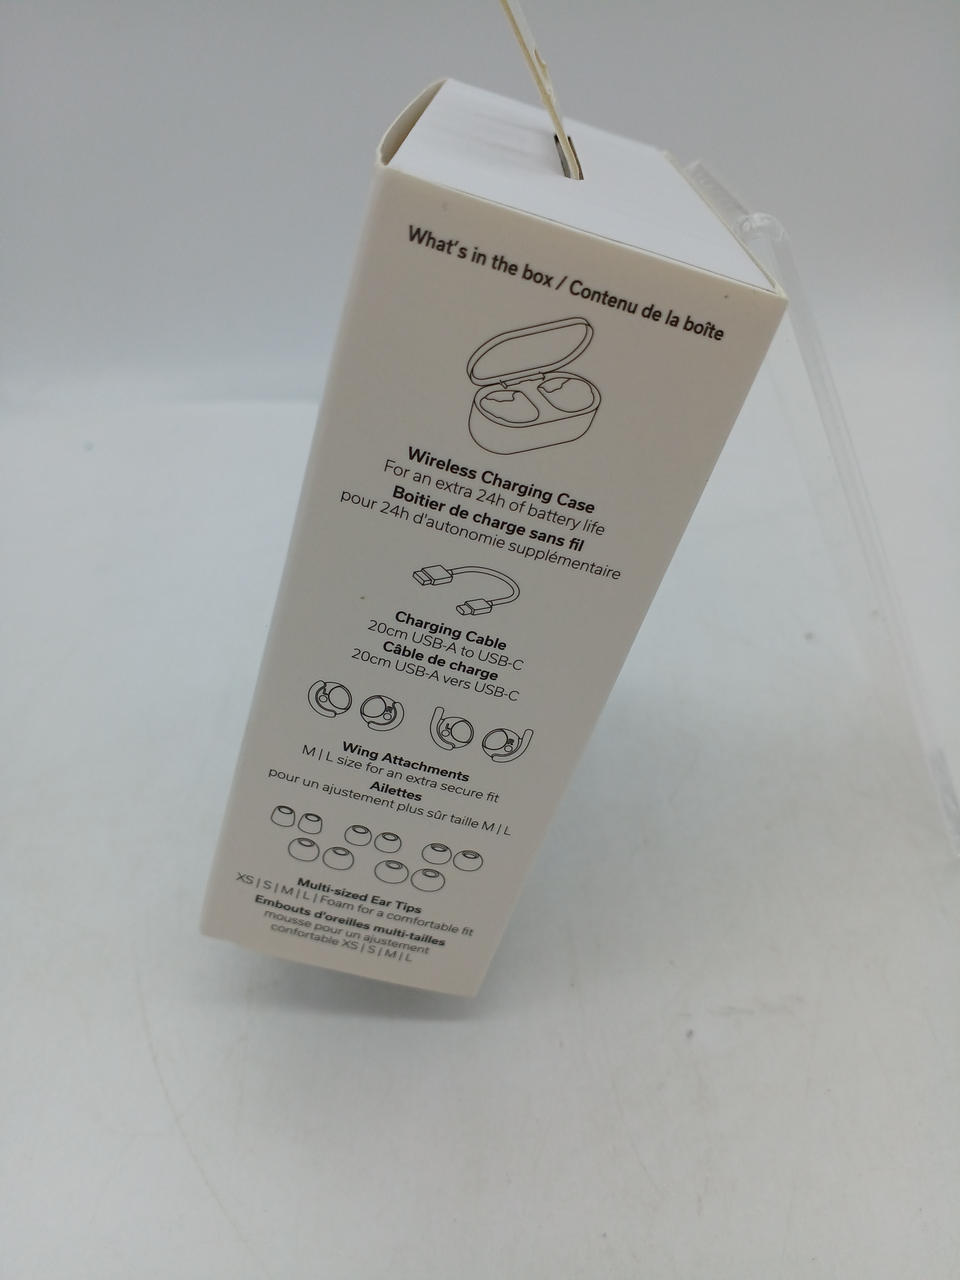 What's in the box / Contenu de la boîte
Wireless Charging Case
For an extra 24h of battery life
Boitier de charge sans fil
pour 24h d'autonomie supplémentaire
Charging Cable
20cm USB-A to USB-C
Câble de charge
20cm USB-A vers USB-C
Wing Attachments
M | L size for an extra secure fit
Ailettes
pour un ajustement plus sûr taille M | L
Multi-sized Ear Tips
XS | S | M | L | Foam for a comfortable fit
Embouts d'oreilles multi-tailles
mousse pour un ajustement
confortable XS | S | M | L